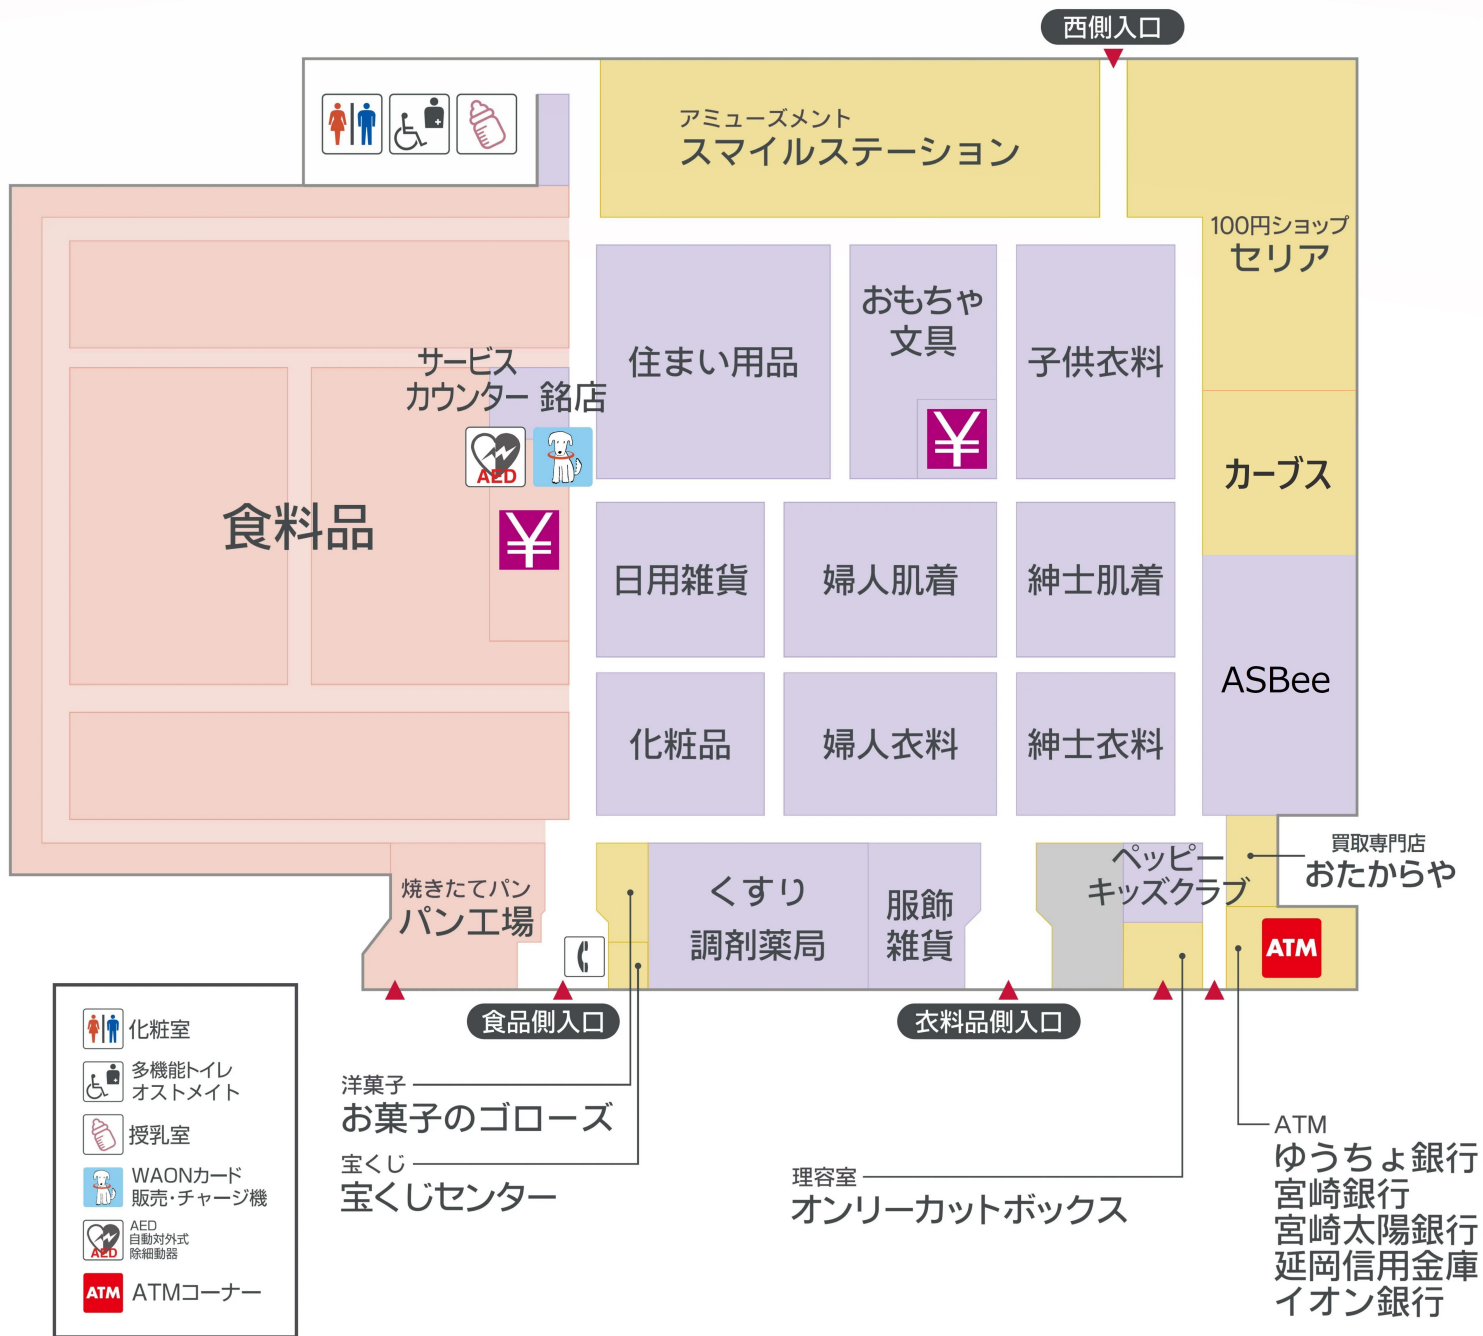 西側入口
アミューズメント
スマイルステーション
100円ショップ
セリア
おもちゃ
文具
住まい用品
子供衣料
サービス
カウンター
銘店
AED
¥
カーブス
食料品
¥
日用雑貨
婦人肌着
紳士肌着
ASBee
化粧品
婦人衣料
紳士衣料
買取専門店
おたからや
ペッピー
キッズクラブ
焼きたてパン
パン工場
くすり
調剤薬局
服飾
雑貨
ATM
食品側入口
衣料品側入口
洋菓子
お菓子のゴローズ
宝くじ
宝くじセンター
理容室
オンリーカットボックス
ATM
ゆうちょ銀行
宮崎銀行
宮崎太陽銀行
延岡信用金庫
イオン銀行
化粧室
多機能トイレ
オストメイト
授乳室
WAONカード
販売・チャージ機
AED
AED
自動対外式
除細動器
ATM
ATMコーナー